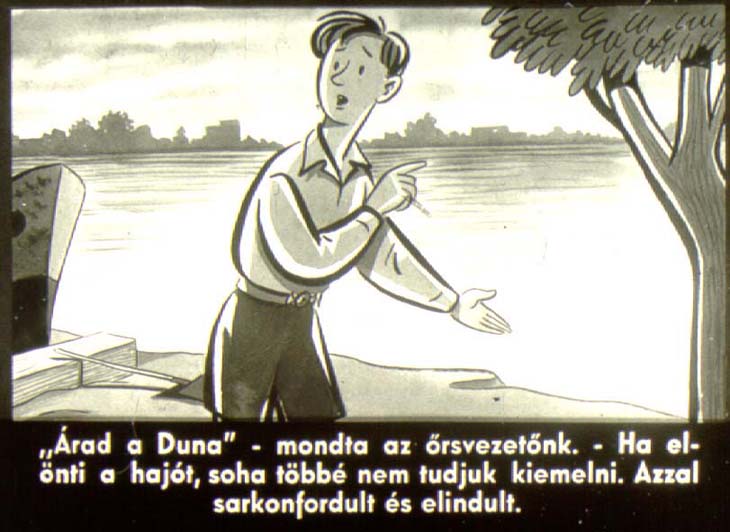 „Árad a Duna” - mondta az őrsvezetőnk. - Ha el-
önti a hajót, soha többé nem tudjuk kiemelni. Azzal
sarkonfordult és elindult.